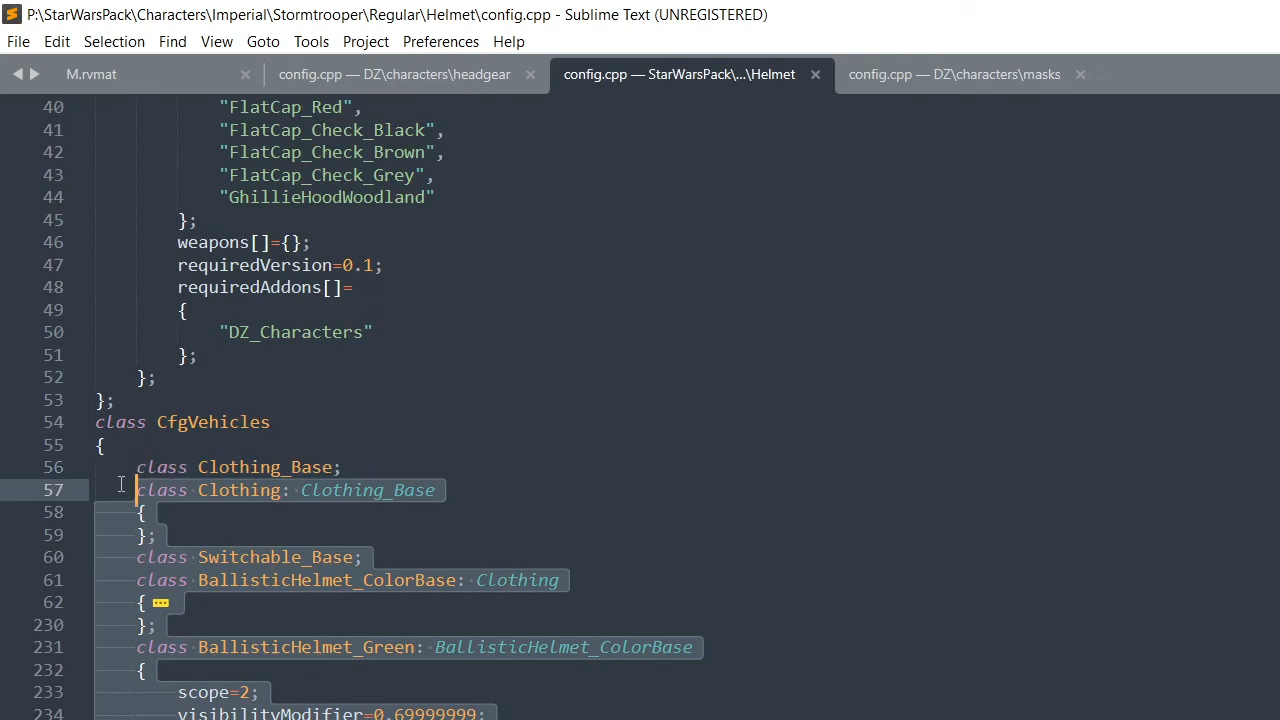 P:\StarWarsPack\Characters\Imperial\Stormtrooper\Regular\Helmet\config.cpp - Sublime Text (UNREGISTERED)
File Edit Selection Find View Goto Tools Project Preferences Help
M.rvmat × config.cpp — DZ\characters\headgear × config.cpp — StarWarsPack\...\Helmet × config.cpp — DZ\characters\masks ×
40 "FlatCap_Red",
41 "FlatCap_Check_Black",
42 "FlatCap_Check_Brown",
43 "FlatCap_Check_Grey",
44 "GhillieHoodWoodland"
45 };
46 weapons[]={};
47 requiredVersion=0.1;
48 requiredAddons[]=
49 {
50 "DZ_Characters"
51 };
52 };
53 };
54 class CfgVehicles
55 {
56 class Clothing_Base;
57 class Clothing: Clothing_Base
58 {
59 };
60 class Switchable_Base;
61 class BallisticHelmet_ColorBase: Clothing
62 { ...
230 };
231 class BallisticHelmet_Green: BallisticHelmet_ColorBase
232 {
233 scope=2;
234 visibilityModifier=0.69999999;